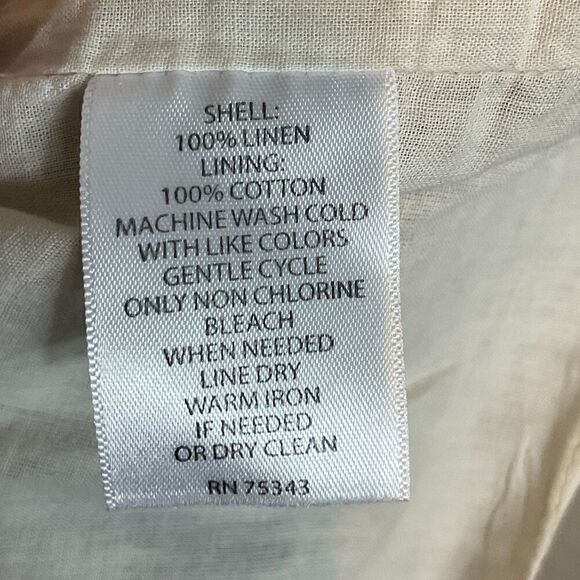 SHELL:
100% LINEN
LINING:
100% COTTON
MACHINE WASH COLD
WITH LIKE COLORS
GENTLE CYCLE
ONLY NON CHLORINE
BLEACH
WHEN NEEDED
LINE DRY
WARM IRON
IF NEEDED
OR DRY CLEAN
RN 75343